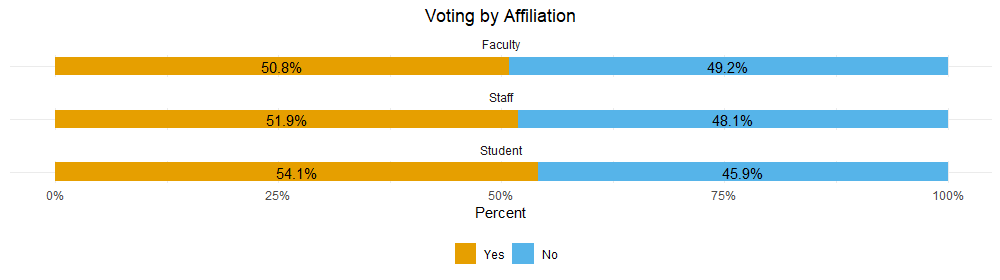 Voting by Affiliation
Faculty
50.8% 49.2%
Staff
51.9% 48.1%
Student
54.1% 45.9%
0% 25% 50% 75% 100%
Percent
Yes No